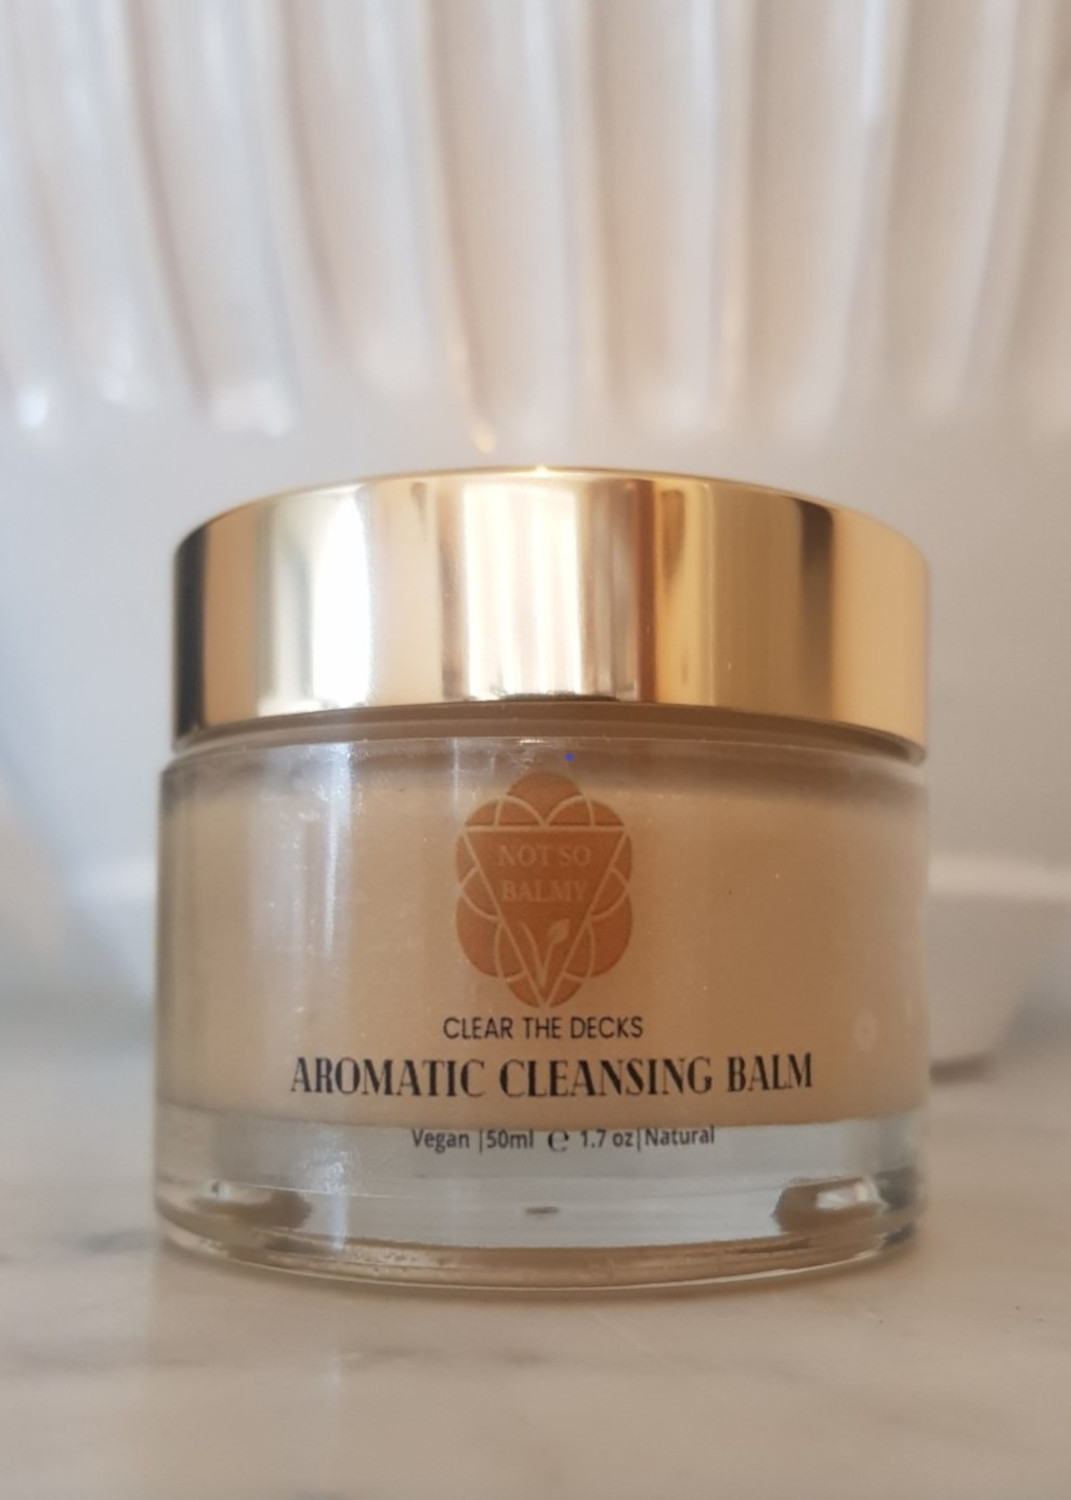 NOT SO
BALMY
CLEAR THE DECKS
AROMATIC CLEANSING BALM
Vegan |50ml ℮ 1.7 oz|Natural